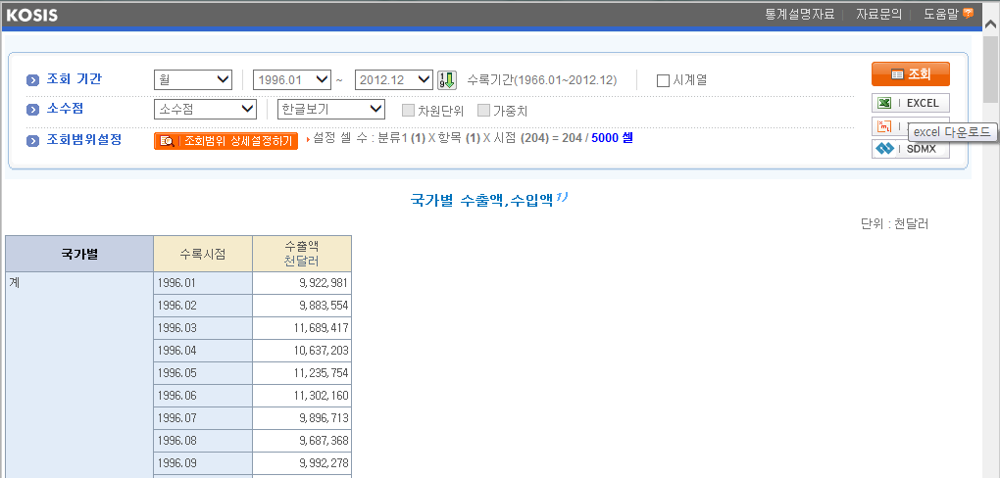 KOSIS 통계설명자료 자료문의 도움말 ?
조회 기간 월 1996.01 ~ 2012.12 수록기간(1966.01~2012.12) 시계열 조회
소수점 소수점 한글보기 차원단위 가중치 EXCEL
excel 다운로드
조회범위설정 조회범위 상세설정하기 설정 셀 수 : 분류1 (1) X 항목 (1) X 시점 (204) = 204 / 5000 셀 SDMX
국가별 수출액,수입액 1)
단위 : 천달러
국가별 수록시점 수출액
천달러
계 1996.01 9,922,981
1996.02 9,883,554
1996.03 11,689,417
1996.04 10,637,203
1996.05 11,235,754
1996.06 11,302,160
1996.07 9,896,713
1996.08 9,687,368
1996.09 9,992,278